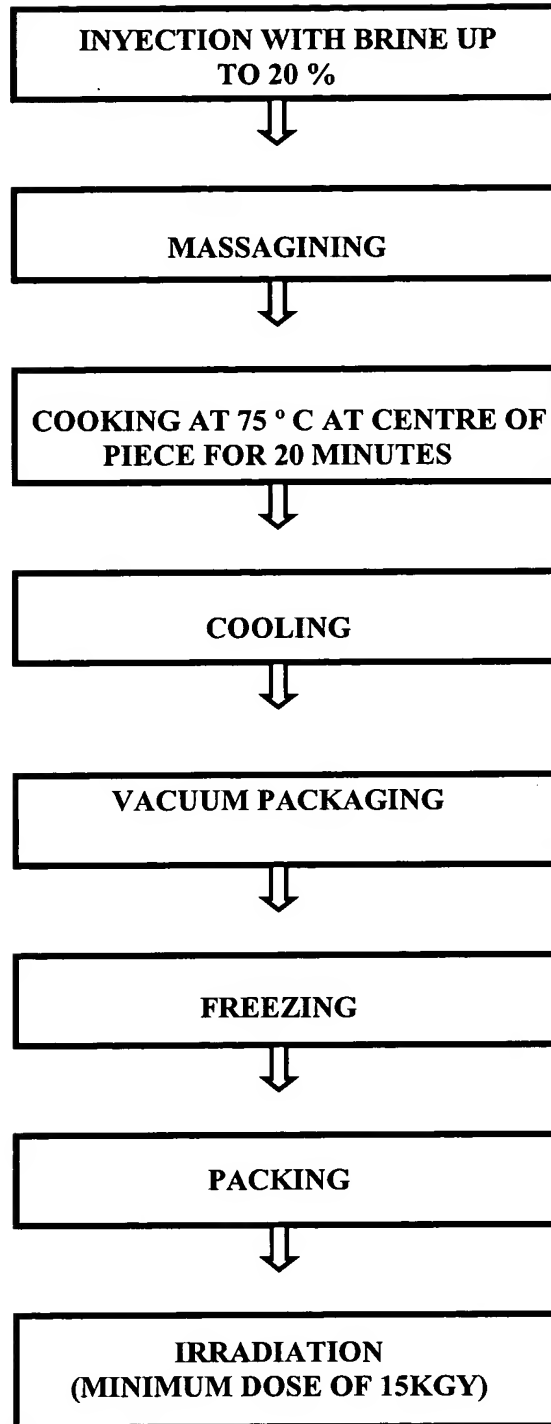 INYECTION WITH BRINE UP
TO 20 %
MASSAGINING
COOKING AT 75 º C AT CENTRE OF
PIECE FOR 20 MINUTES
COOLING
VACUUM PACKAGING
FREEZING
PACKING
IRRADIATION
(MINIMUM DOSE OF 15KGY)